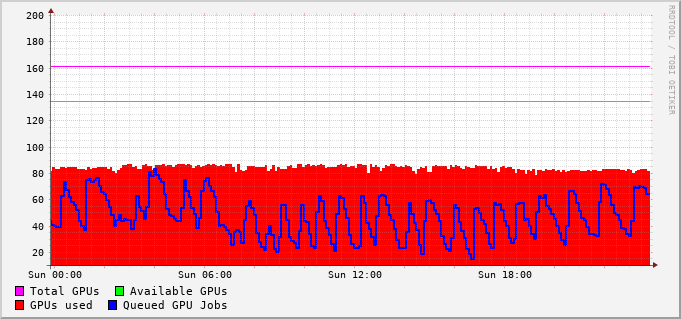 200
180
160
140
120
100
80
60
40
20
Sun 00:00 Sun 06:00 Sun 12:00 Sun 18:00
Total GPUs Available GPUs
GPUs used Queued GPU Jobs
RRDTOOL / TOBI OETIKER